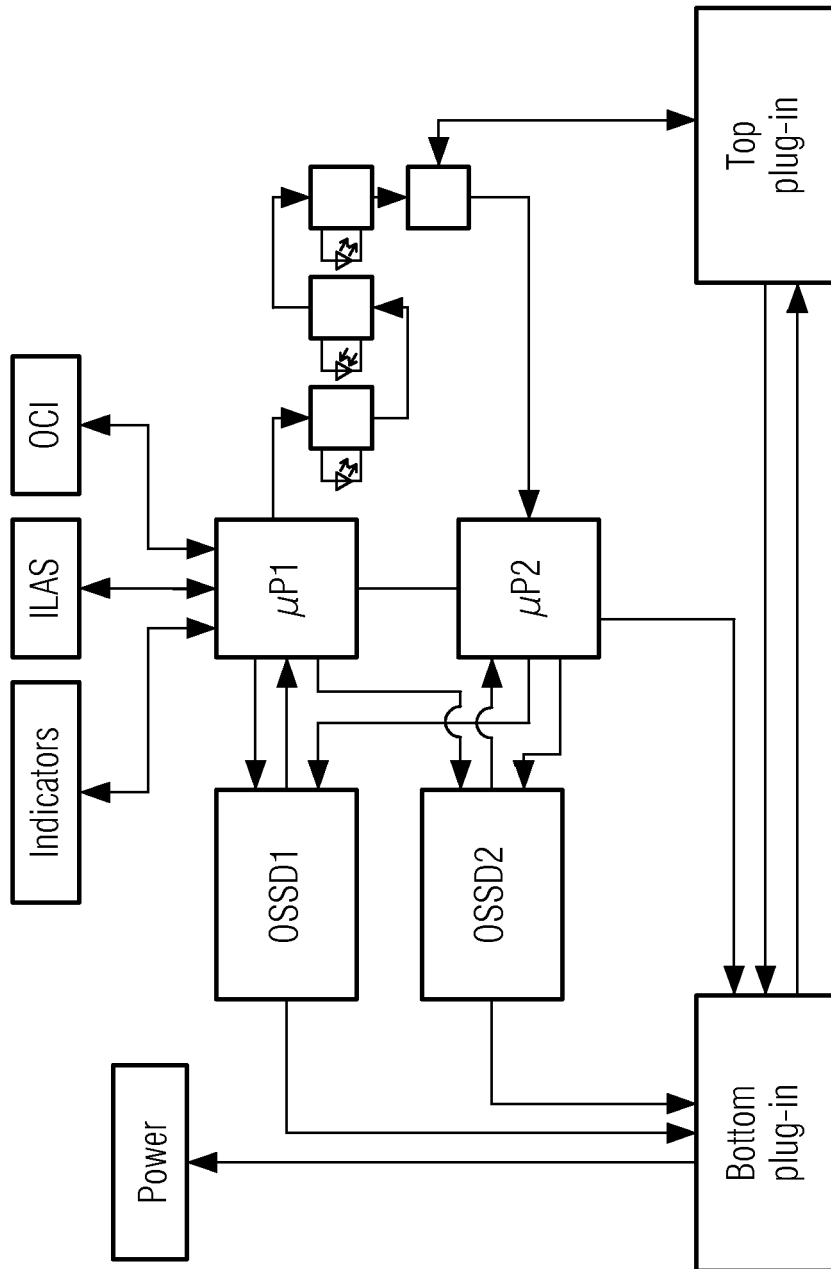 Power
Indicators
ILAS
OCI
OSSD1
μP1
OSSD2
μP2
Bottom
plug-in
Top
plug-in